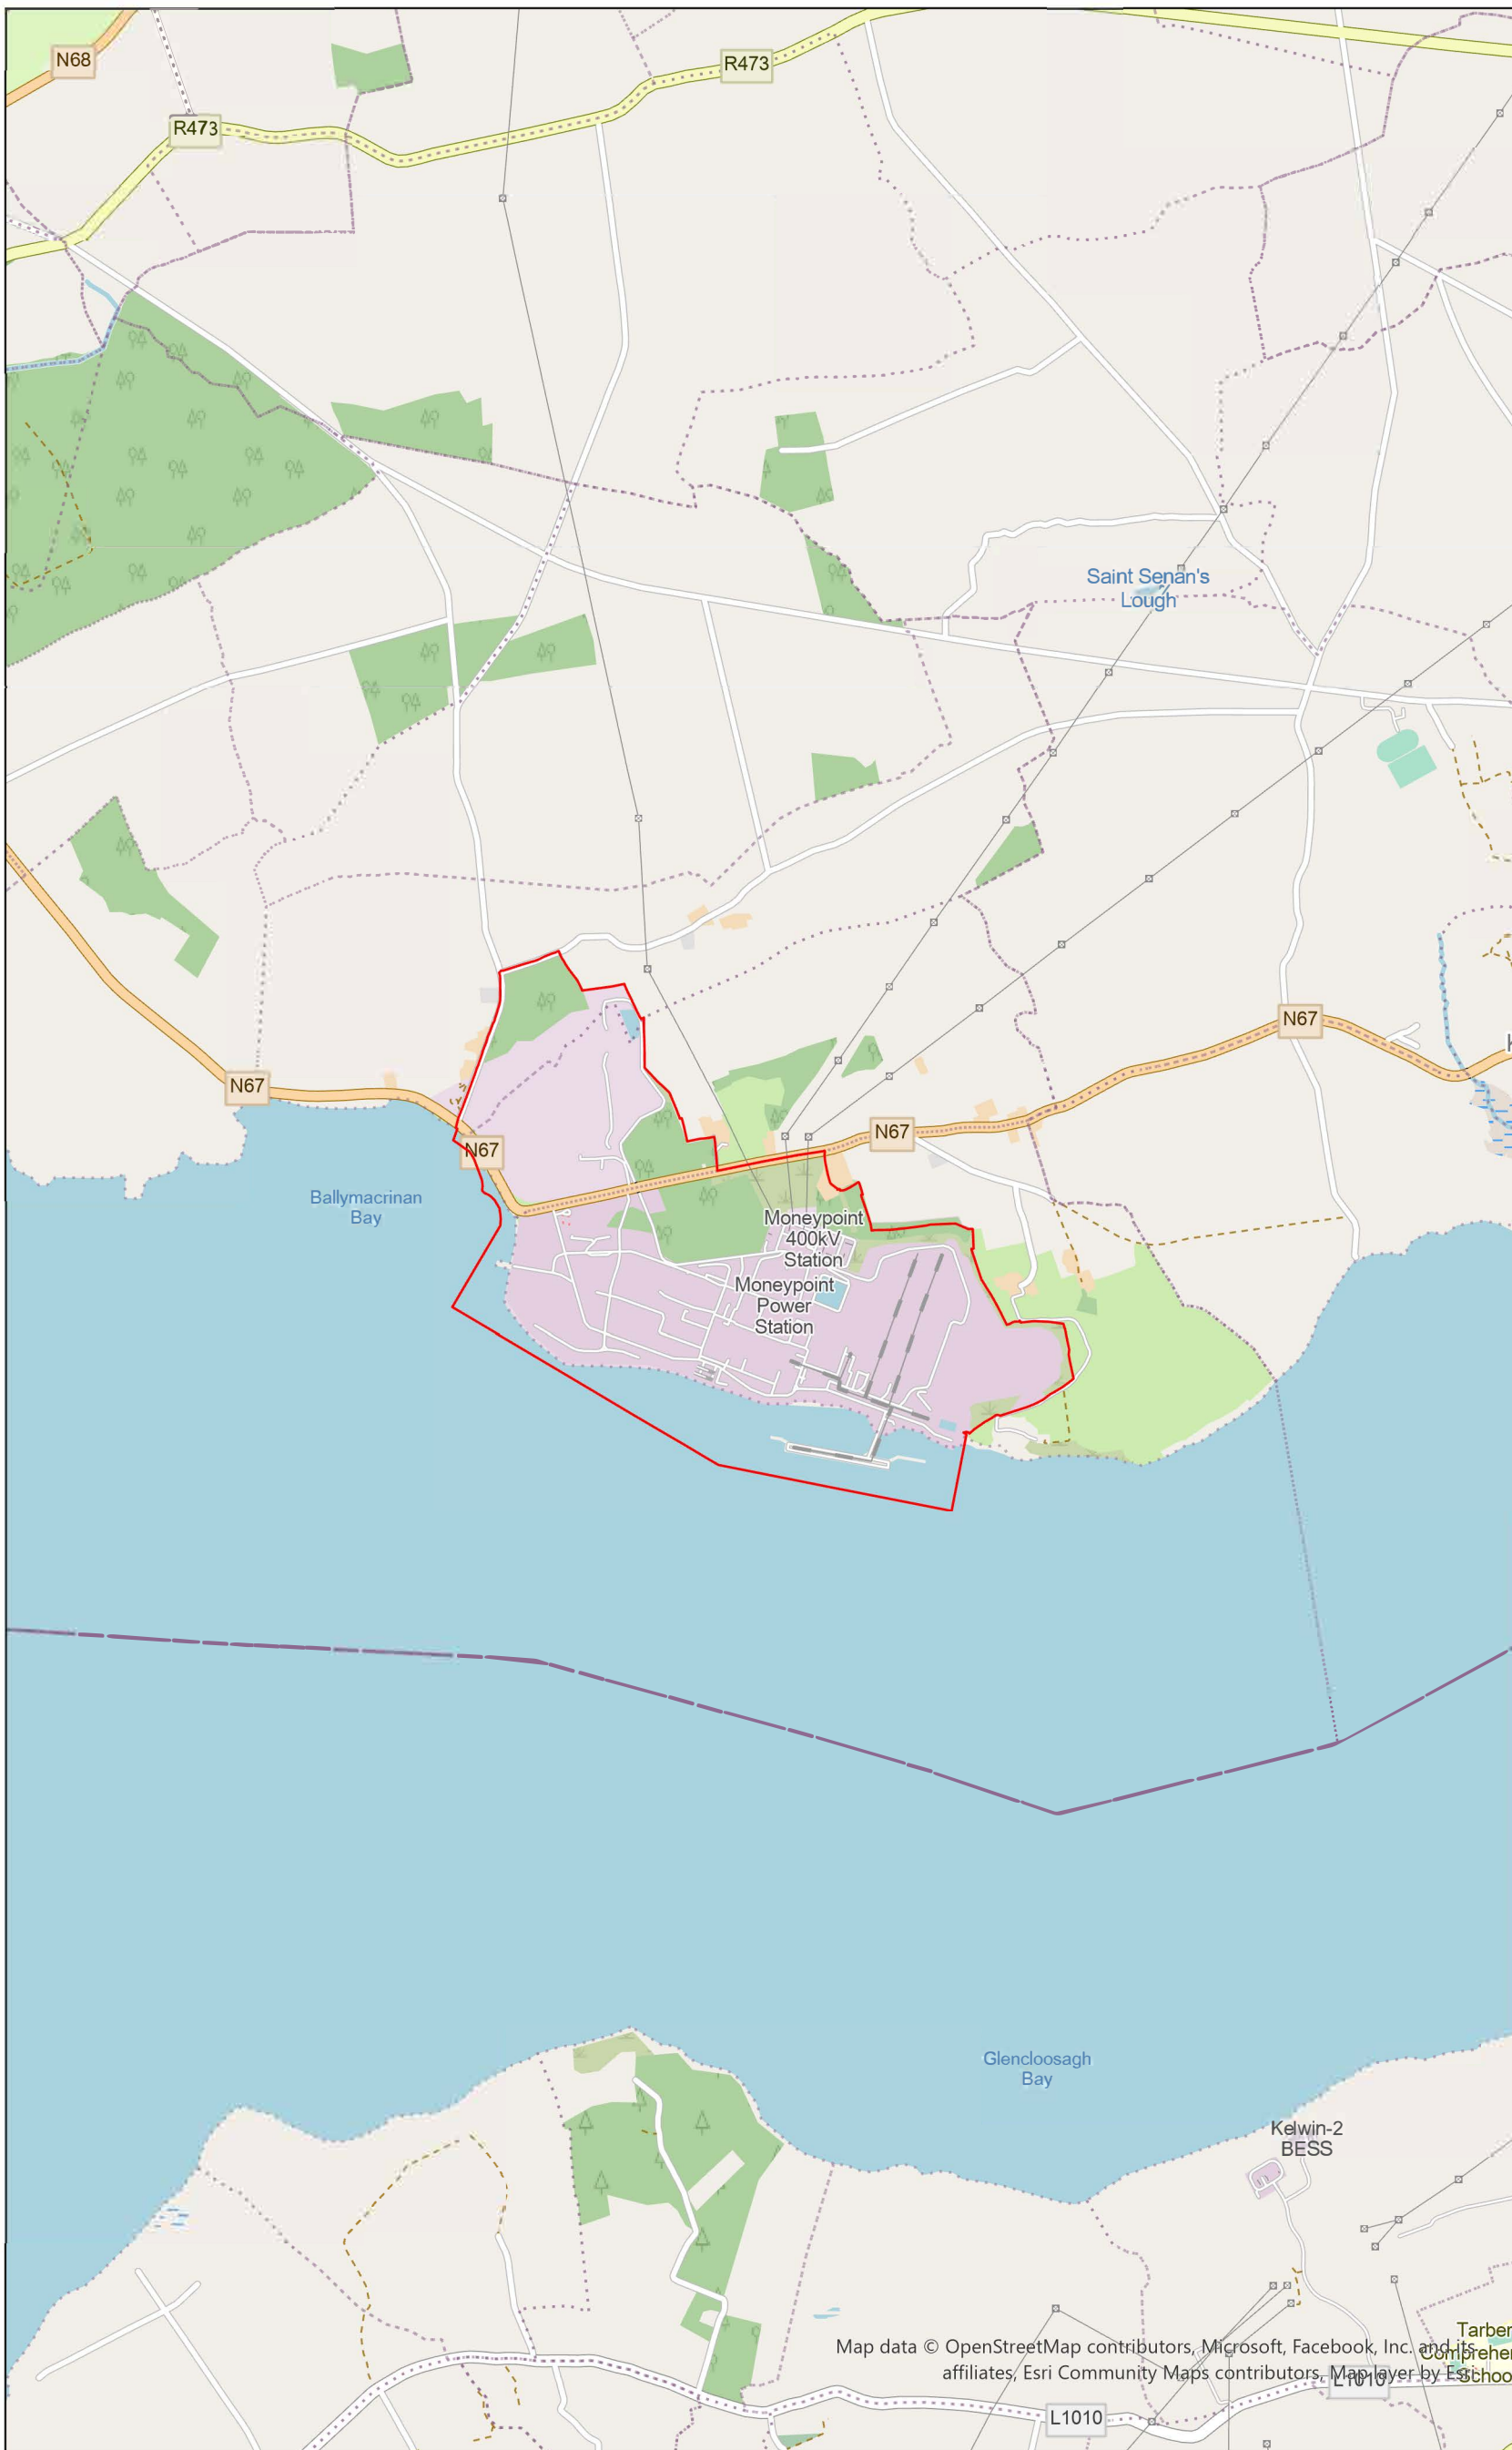 N68
R473
R473
Saint Senan's
Lough
N67
N67
N67
N67
Ballymacrinan
Bay
Moneypoint
400kV
Station
Moneypoint
Power
Station
Glencloosagh
Bay
Kelwin-2
BESS
Map data © OpenStreetMap contributors, Microsoft, Facebook, Inc. and its
affiliates, Esri Community Maps contributors, Map layer by Esri
L1010
L1010